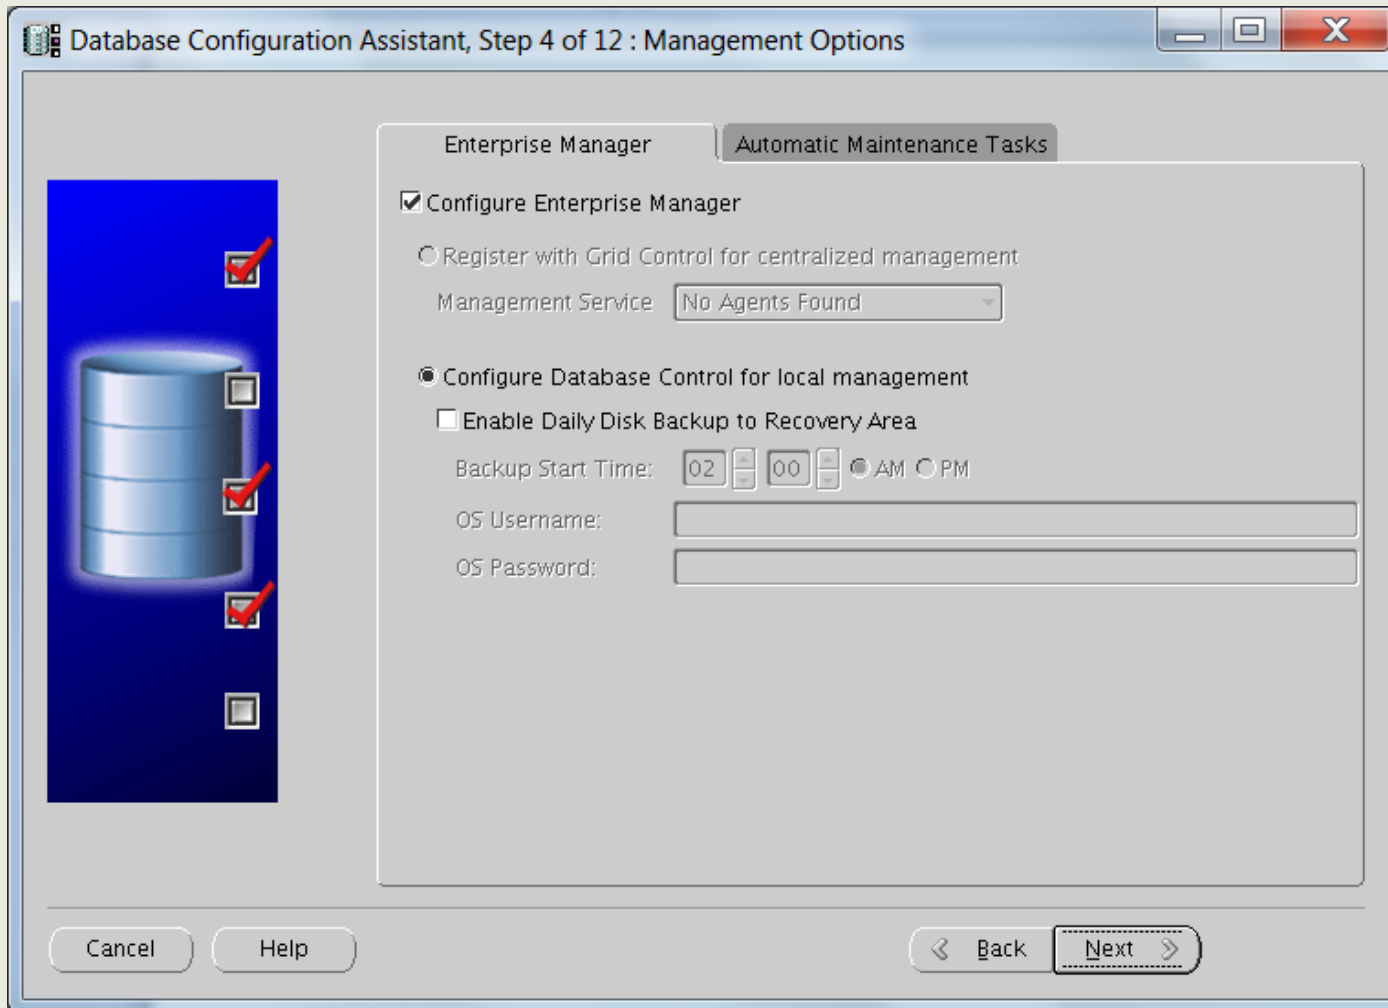 Database Configuration Assistant, Step 4 of 12 : Management Options
Enterprise Manager
Automatic Maintenance Tasks
Configure Enterprise Manager
Register with Grid Control for centralized management
Management Service No Agents Found
Configure Database Control for local management
Enable Daily Disk Backup to Recovery Area
Backup Start Time: 02 00 AM PM
OS Username:
OS Password:
Cancel Help Back Next